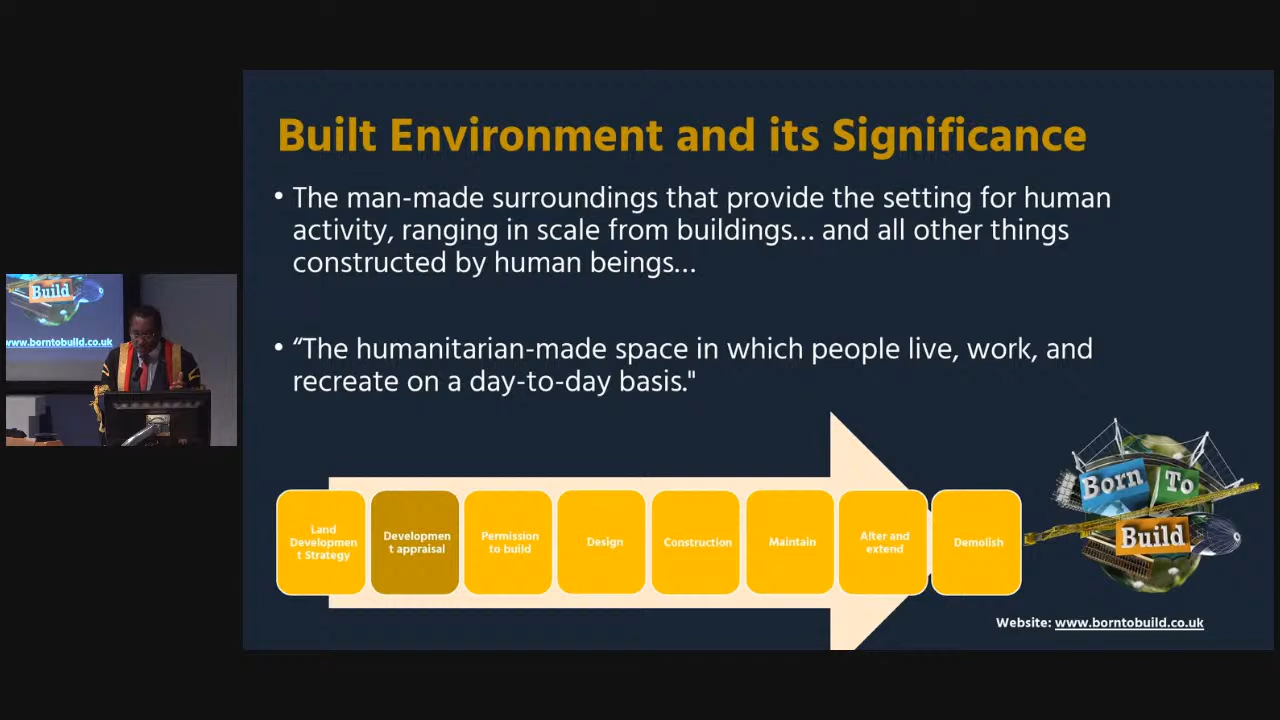 Built Environment and its Significance
• The man-made surroundings that provide the setting for human
activity, ranging in scale from buildings... and all other things
constructed by human beings...
• “The humanitarian-made space in which people live, work, and
recreate on a day-to-day basis."
Land
Developmen
t Strategy
Developmen
t appraisal
Permission
to build
Design
Construction
Maintain
Alter and
extend
Demolish
Born To
Build
Website: www.borntobuild.co.uk
Build
www.borntobuild.co.uk